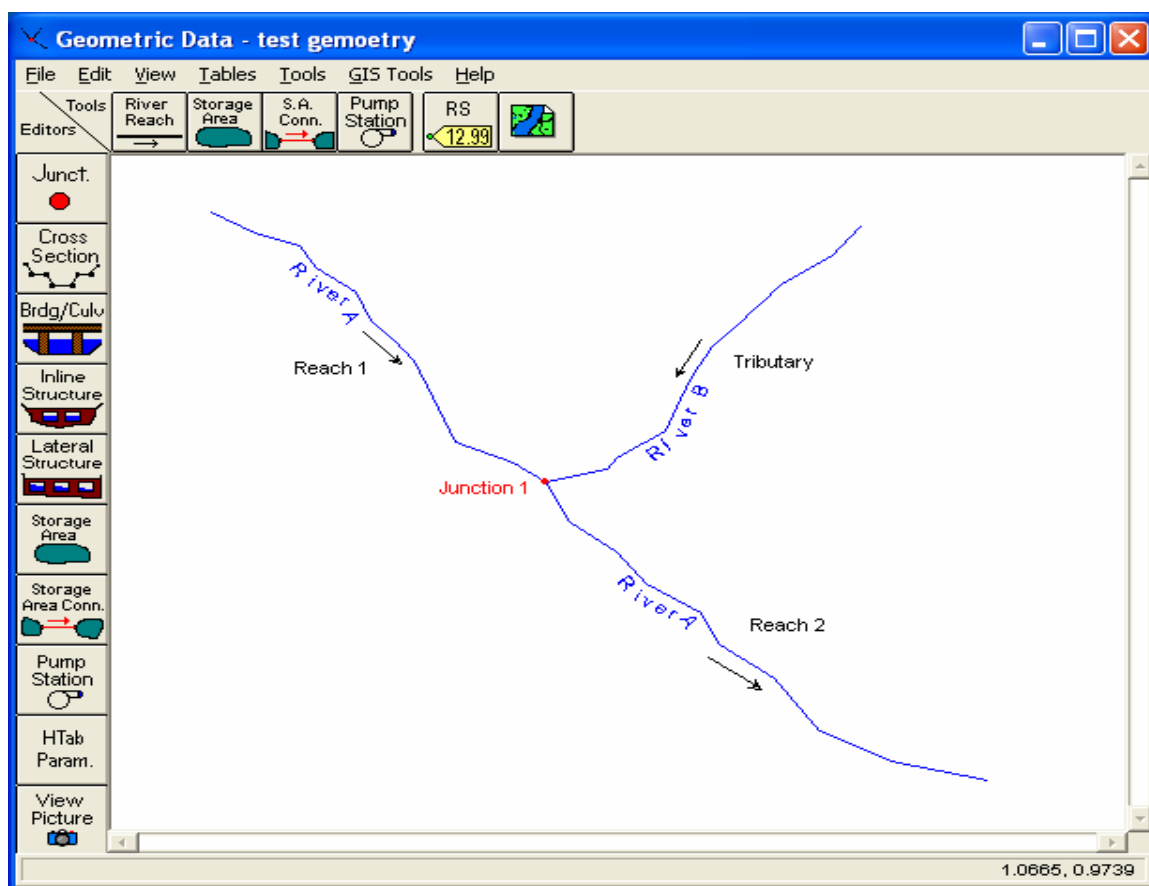 Geometric Data - test gemoetry
File Edit View Tables Tools GIS Tools Help
Tools
Editors
River
Reach
Storage
Area
S.A.
Conn.
Pump
Station
RS
12.99
Junct.
Cross
Section
Brdg/Culv
Inline
Structure
Lateral
Structure
Storage
Area
Storage
Area Conn.
Pump
Station
HTab
Param.
View
Picture
River A
Reach 1
Tributary
River B
Junction 1
River A
Reach 2
1.0665, 0.9739